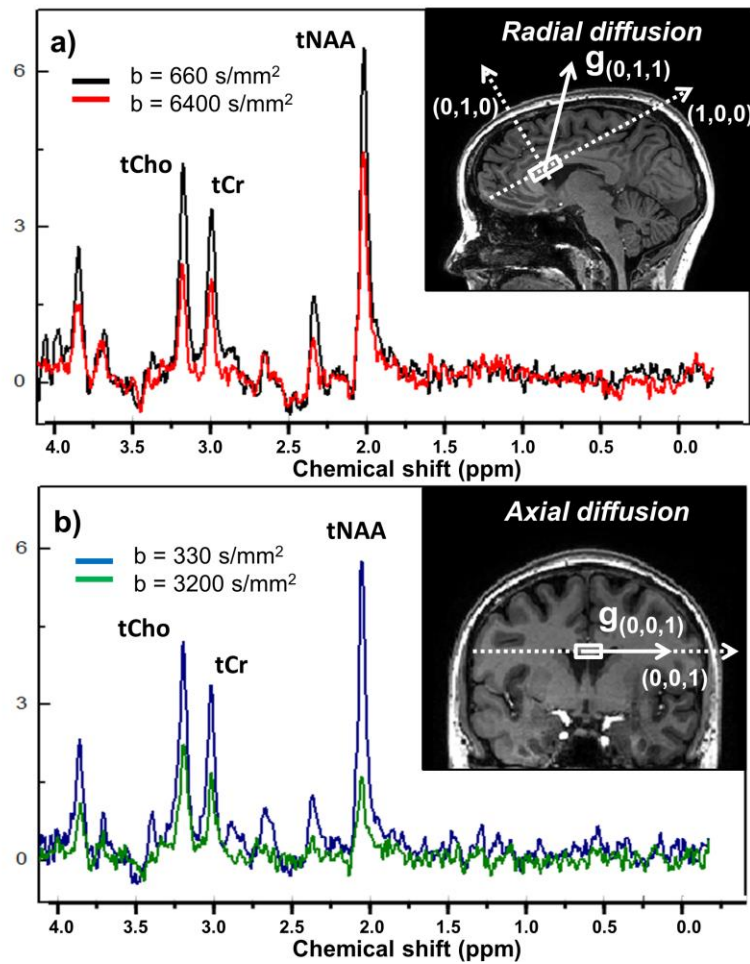 a)
b = 660 s/mm²
b = 6400 s/mm²
tNAA
tCho
tCr
6
3
0
4.0 3.5 3.0 2.5 2.0 1.5 1.0 0.5 0.0
Chemical shift (ppm)
Radial diffusion
g(0,1,1)
(0,1,0)
(1,0,0)
b)
b = 330 s/mm²
b = 3200 s/mm²
tNAA
tCho
tCr
6
3
0
4.0 3.5 3.0 2.5 2.0 1.5 1.0 0.5 0.0
Chemical shift (ppm)
Axial diffusion
g(0,0,1)
(0,0,1)